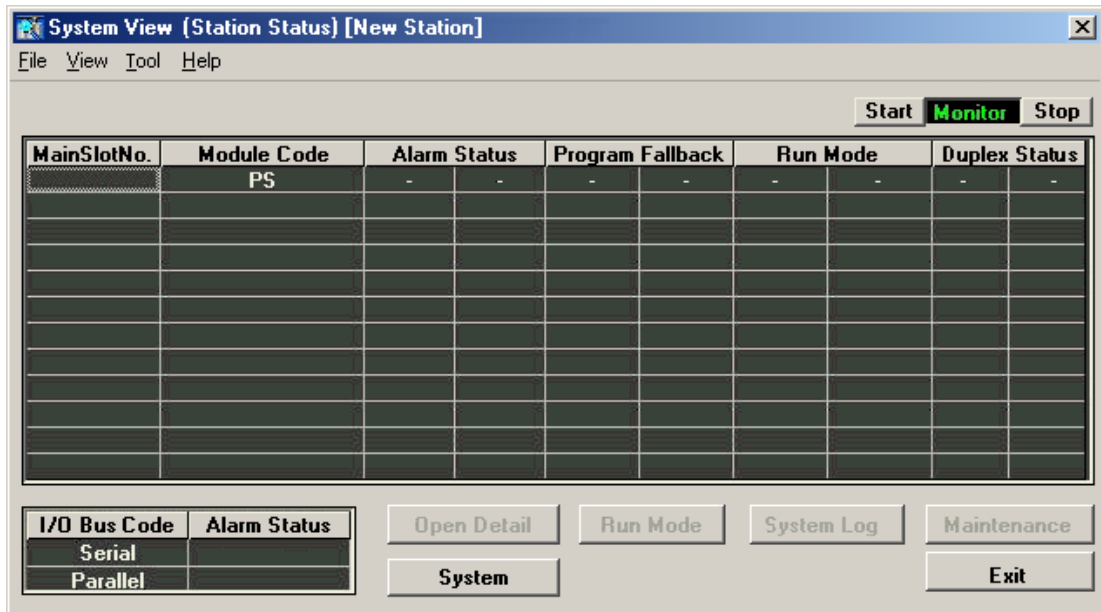 System View (Station Status) [New Station]
File View Tool Help
Start Monitor Stop
MainSlotNo. Module Code Alarm Status Program Fallback Run Mode Duplex Status
PS - - - - - - - -
I/O Bus Code Alarm Status
Serial
Parallel
Open Detail Run Mode System Log Maintenance
System Exit